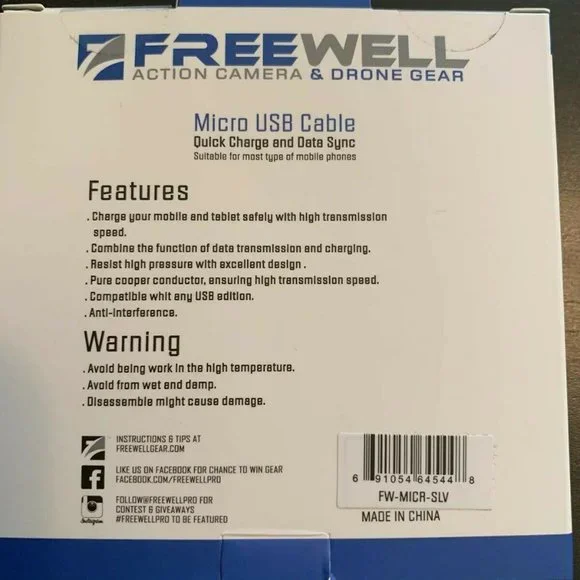 FREEWELL
ACTION CAMERA & DRONE GEAR
Micro USB Cable
Quick Charge and Data Sync
Suitable for most type of mobile phones
Features
. Charge your mobile and tablet safely with high transmission
speed.
. Combine the function of data transmission and charging.
. Resist high pressure with excellent design .
. Pure cooper conductor, ensuring high transmission speed.
. Compatible whit any USB edition.
. Anti-Interference.
Warning
. Avoid being work in the high temperature.
. Avoid from wet and damp.
. Disassemble might cause damage.
INSTRUCTIONS & TIPS AT
FREEWELLGEAR.COM
LIKE US ON FACEBOOK FOR CHANCE TO WIN GEAR
FACEBOOK.COM/FREEWELLPRO
FOLLOW@FREEWELLPRO FOR
CONTEST & GIVEAWAYS
#FREEWELLPRO TO BE FEATURED
Instagram
6 91054 64544 8
FW-MICR-SLV
MADE IN CHINA